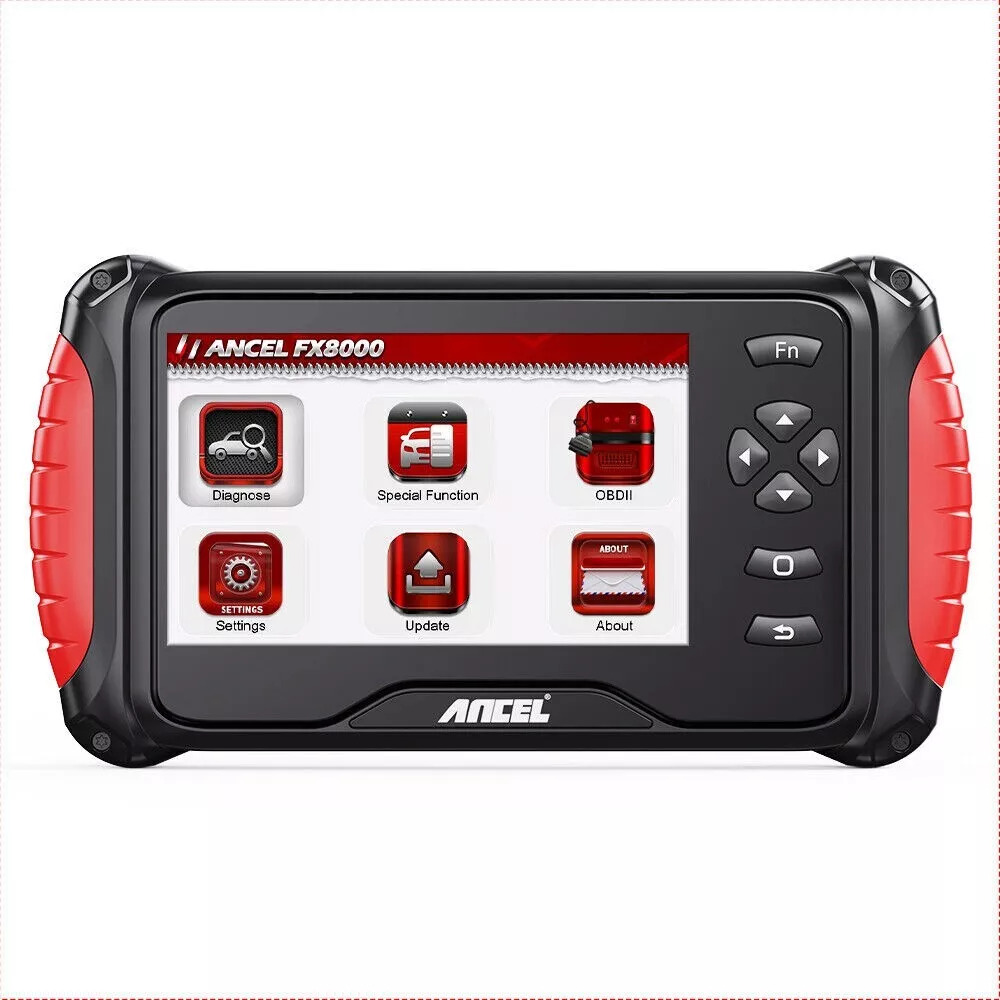 ANCEL FX8000
Fn
Diagnose
Special Function
OBDII
ABOUT
SETTINGS
Settings
Update
About
ANCEL®